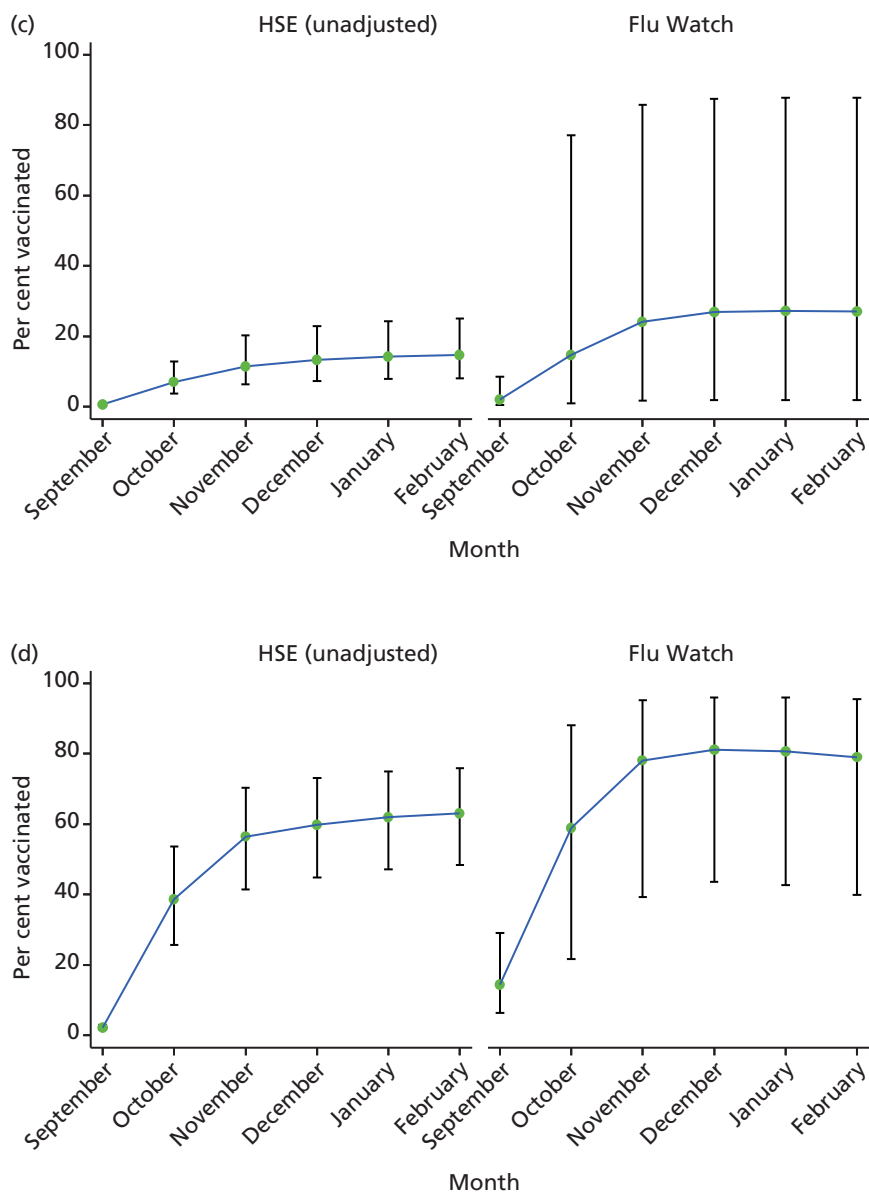 (c)
HSE (unadjusted)
Flu Watch
Per cent vaccinated
100
80
60
40
20
0
September
October
November
December
January
February
September
October
November
December
January
February
Month
(d)
HSE (unadjusted)
Flu Watch
Per cent vaccinated
100
80
60
40
20
0
September
October
November
December
January
February
September
October
November
December
January
February
Month